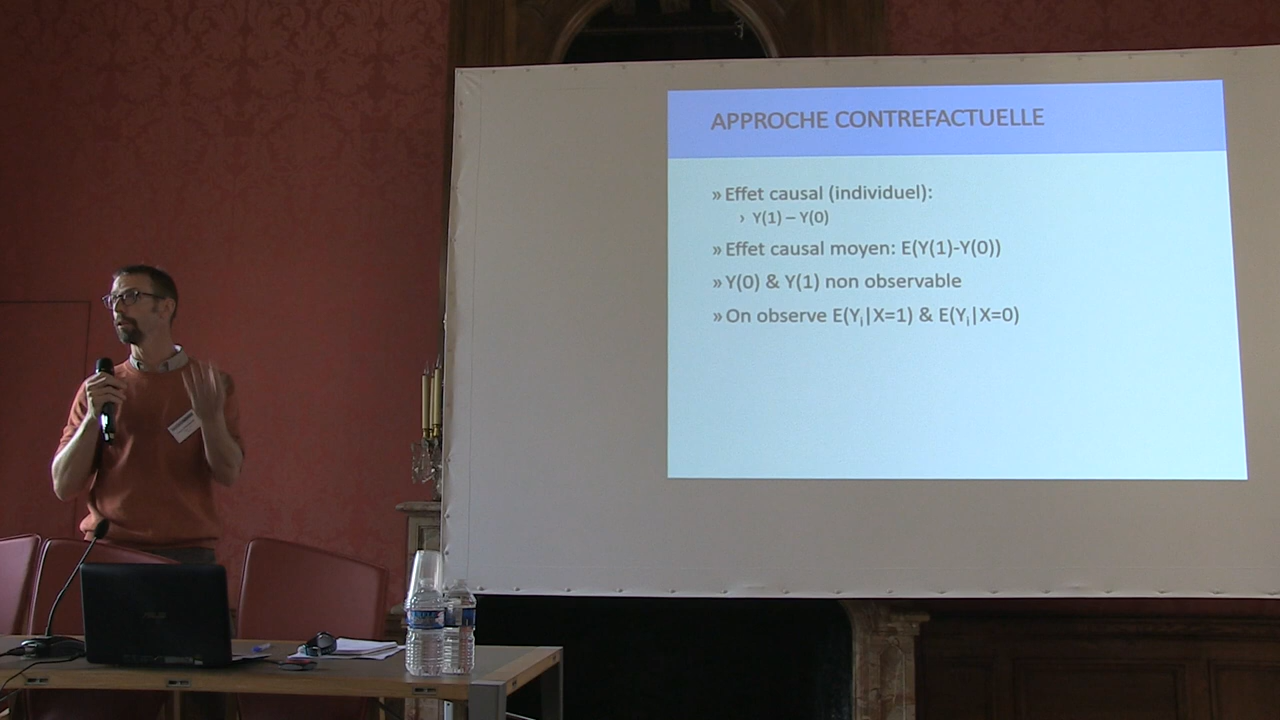 APPROCHE CONTREFACTUELLE
» Effet causal (individuel):
› Y(1) – Y(0)
» Effet causal moyen: E(Y(1)-Y(0))
» Y(0) & Y(1) non observable
» On observe E(Yᵢ|X=1) & E(Yᵢ|X=0)